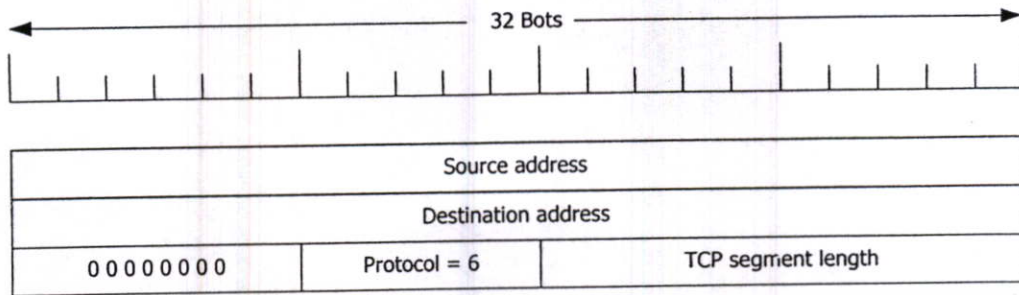 32 Bots
Source address
Destination address
0 0 0 0 0 0 0 0 Protocol = 6 TCP segment length